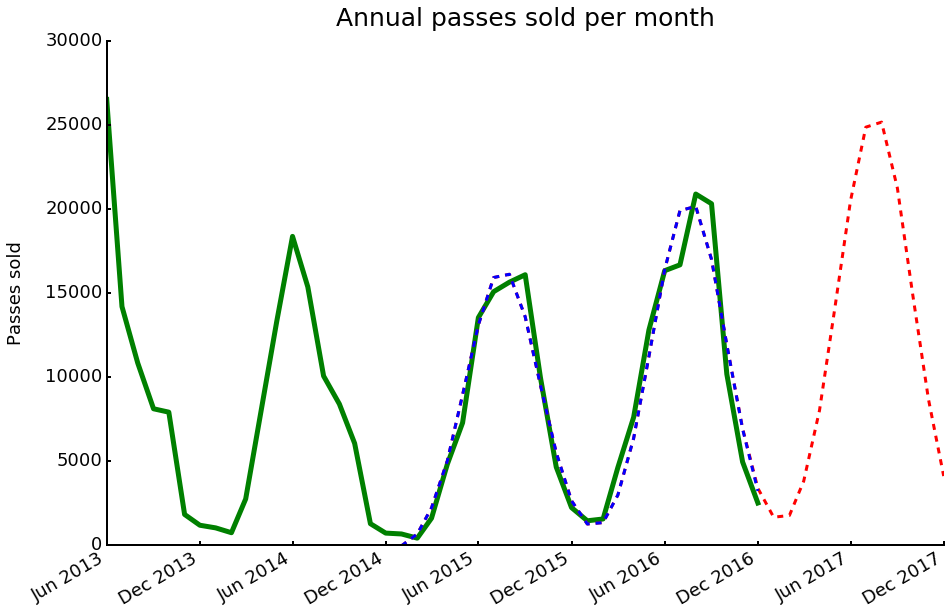 Annual passes sold per month
30000
25000
20000
15000
10000
5000
0
Passes sold
Jun 2013
Dec 2013
Jun 2014
Dec 2014
Jun 2015
Dec 2015
Jun 2016
Dec 2016
Jun 2017
Dec 2017